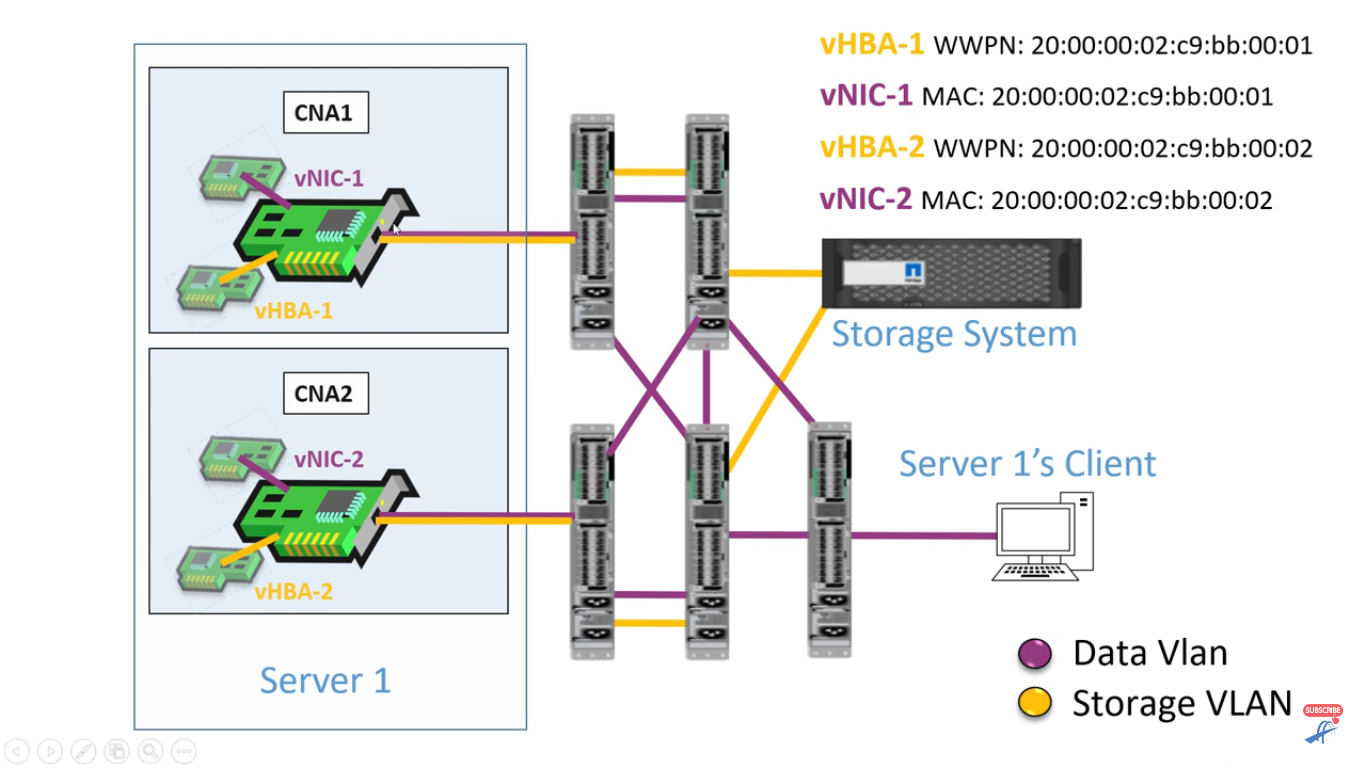 vHBA-1 WWPN: 20:00:00:02:c9:bb:00:01
vNIC-1 MAC: 20:00:00:02:c9:bb:00:01
vHBA-2 WWPN: 20:00:00:02:c9:bb:00:02
vNIC-2 MAC: 20:00:00:02:c9:bb:00:02
CNA1
vNIC-1
vHBA-1
CNA2
vNIC-2
vHBA-2
Server 1
Storage System
Server 1’s Client
Data Vlan
Storage VLAN
SUBSCRIBE